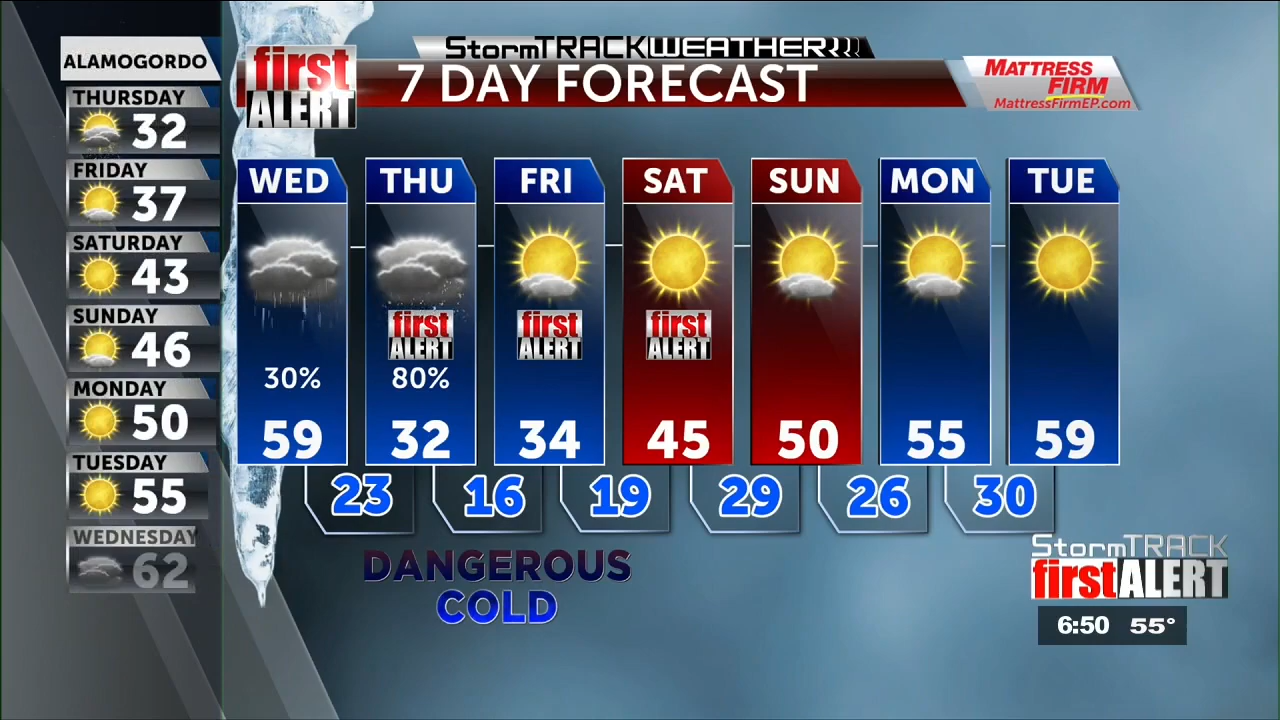 ALAMOGORDO
THURSDAY
32
FRIDAY
37
SATURDAY
43
SUNDAY
46
MONDAY
50
TUESDAY
55
WEDNESDAY
62
StormTRACK WEATHER
first
ALERT
7 DAY FORECAST
MATTRESS
FIRM
MattressFirmEP.com
WED THU FRI SAT SUN MON TUE
first first first
ALERT ALERT ALERT
30% 80%
59 32 34 45 50 55 59
23 16 19 29 26 30
DANGEROUS
COLD
StormTRACK
firstALERT
6:50 55°